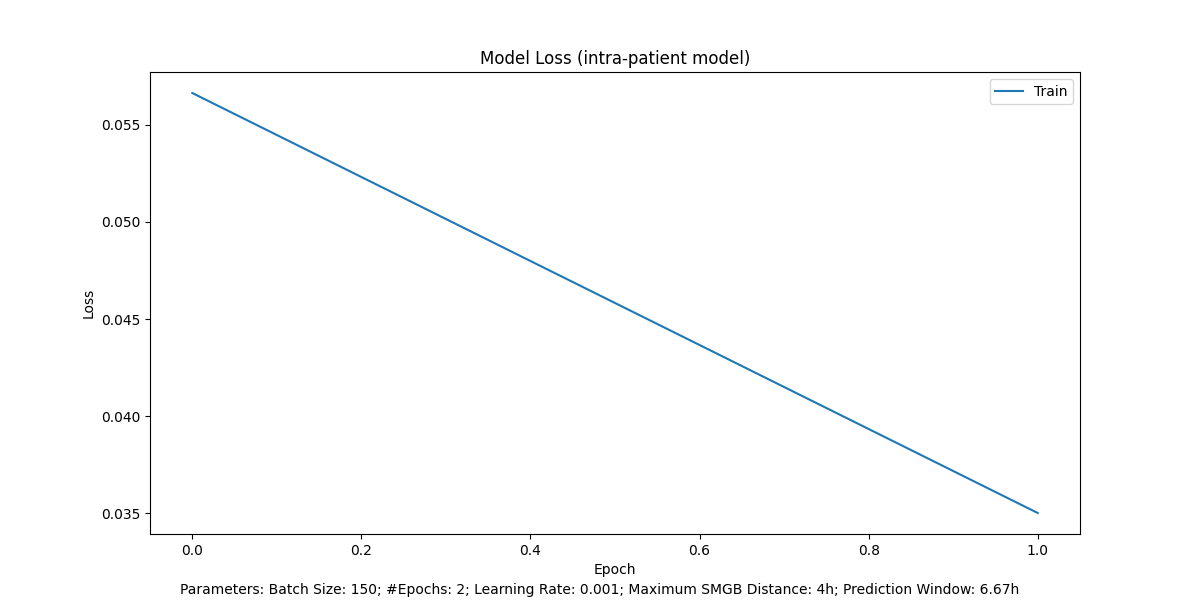 Model Loss (intra-patient model)
Train
0.055
0.050
0.045
0.040
0.035
Loss
0.0 0.2 0.4 0.6 0.8 1.0
Epoch
Parameters: Batch Size: 150; #Epochs: 2; Learning Rate: 0.001; Maximum SMGB Distance: 4h; Prediction Window: 6.67h